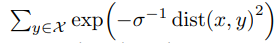 ∑_{y∈𝒳} exp(−σ^{−1} dist(x, y)^2)